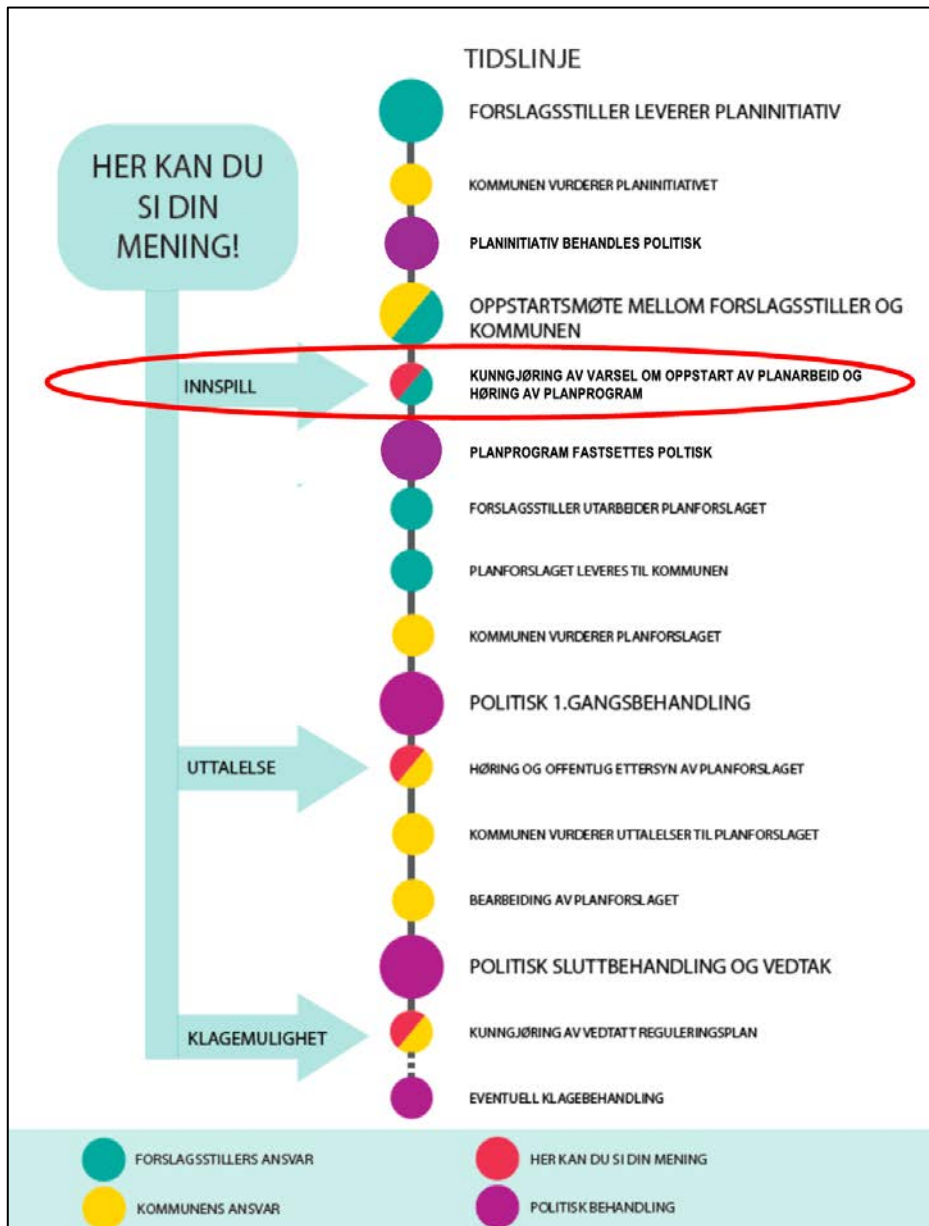 TIDSLINJE
FORSLAGSSTILLER LEVERER PLANINITIAV
HER KAN DU
SI DIN
MENING!
KOMMUNEN VURDERER PLANINITIAVET
PLANINITIATIV BEHANDLES POLITISK
OPPSTARTSMØTE MELLOM FORSLAGSSTILLER OG
KOMMUNEN
INNSPILL
KUNNGJØRING AV VARSEL OM OPPSTART AV PLANARBEID OG
HØRING AV PLANPROGRAM
PLANPROGRAM FASTSETTES POLTISK
FORSLAGSSTILLER UTARBEIDER PLANFORSLAGET
PLANFORSLAGET LEVERES TIL KOMMUNEN
KOMMUNEN VURDERER PLANFORSLAGET
POLITISK 1.GANGSBEHANDLING
UTTALELSE
HØRING OG OFFENTLIG ETTERSYN AV PLANFORSLAGET
KOMMUNEN VURDERER UTTALELSER TIL PLANFORSLAGET
BEARBEIDING AV PLANFORSLAGET
POLITISK SLUTTBEHANDLING OG VEDTAK
KLAGEMULIGHET
KUNNGJØRING AV VEDTATT REGULERINGSPLAN
EVENTUELL KLAGEBEHANDLING
FORSLAGSSTILLERS ANSVAR
HER KAN DU SI DIN MENING
KOMMUNENS ANSVAR
POLITISK BEHANDLING